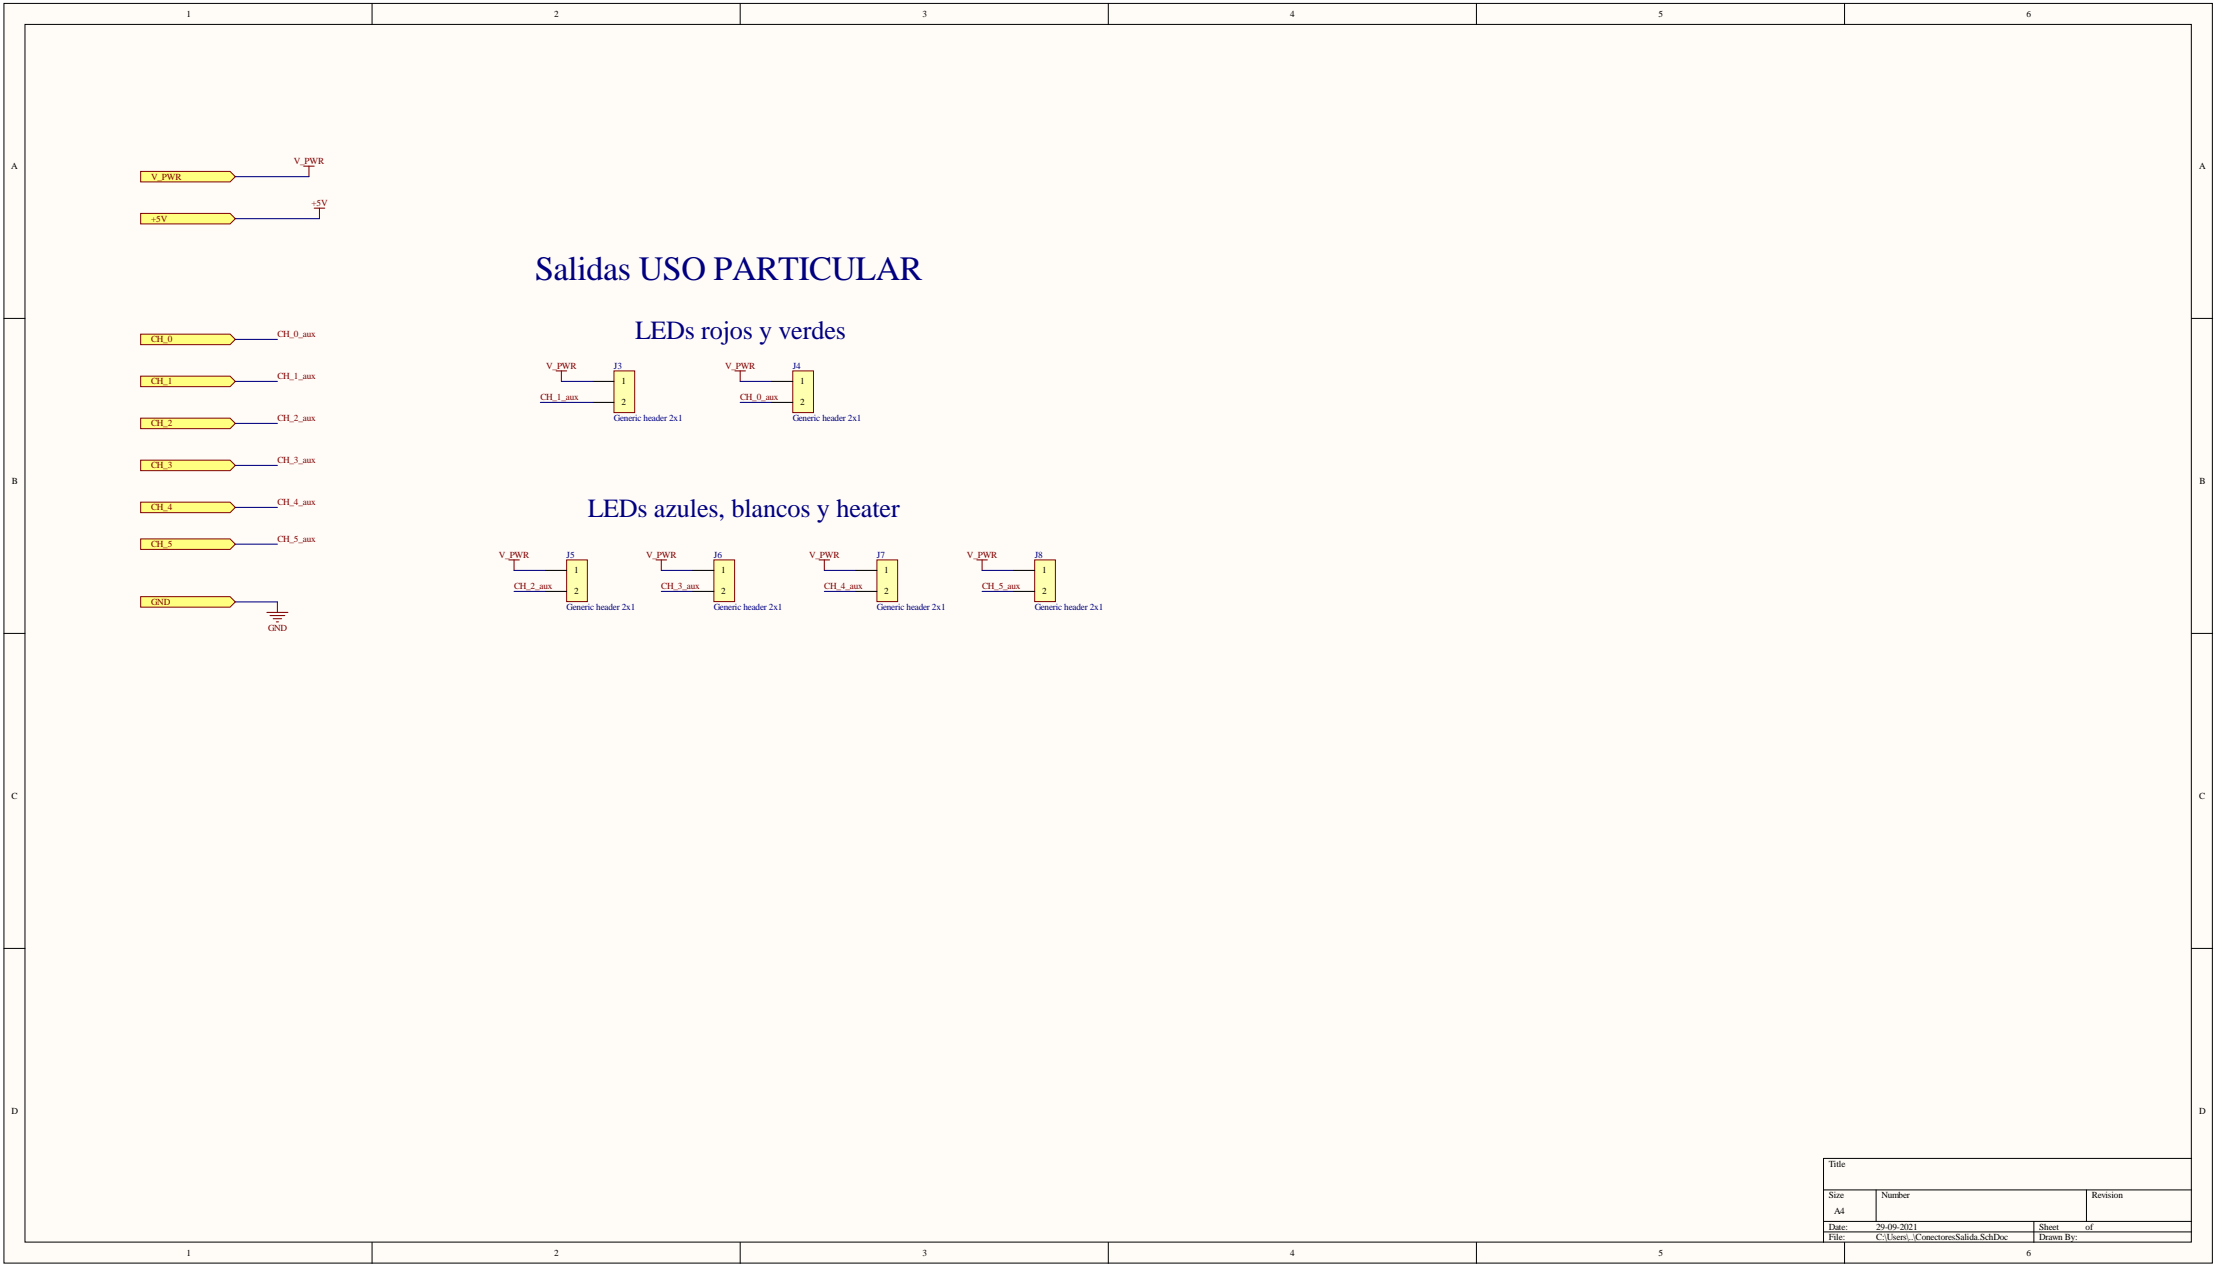 1 2 3 4 5 6
A A
V_PWR V_PWR
+5V +5V
Salidas USO PARTICULAR
LEDs rojos y verdes
CH_0 CH_0_aux
CH_1 CH_1_aux
CH_2 CH_2_aux
CH_3 CH_3_aux
CH_4 CH_4_aux
CH_5 CH_5_aux
GND GND
V_PWR J3 V_PWR J4
1 1
CH_1_aux 2 CH_0_aux 2
Generic header 2x1 Generic header 2x1
B B
LEDs azules, blancos y heater
V_PWR J5 V_PWR J6 V_PWR J7 V_PWR J8
1 1 1 1
CH_2_aux 2 CH_3_aux 2 CH_4_aux 2 CH_5_aux 2
Generic header 2x1 Generic header 2x1 Generic header 2x1 Generic header 2x1
C C
D D
Title
Size Number Revision
A4
Date: 29-09-2021 Sheet of
File: C:\Users\..\ConectoresSalida.SchDoc Drawn By:
1 2 3 4 5 6